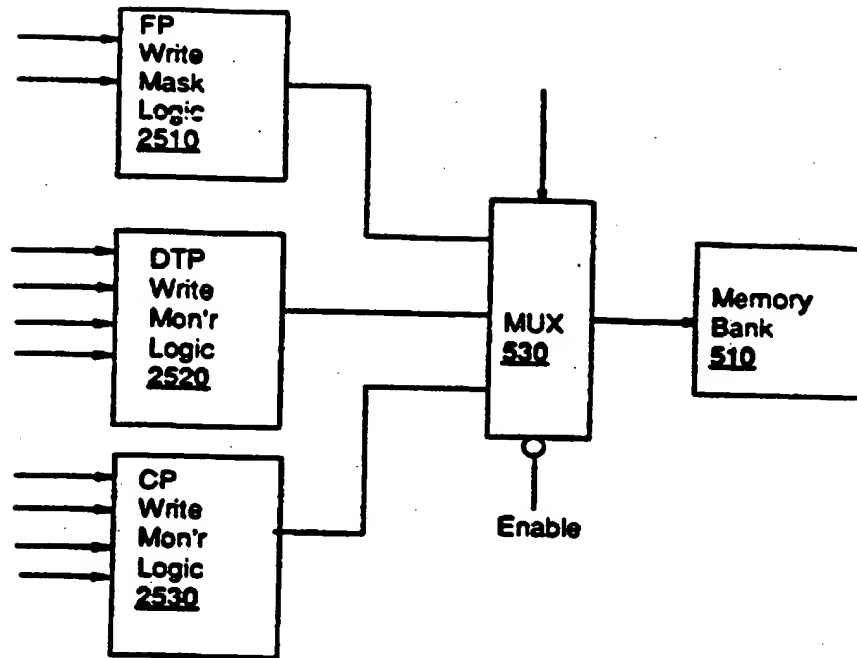 FP
Write
Mask
Logic
2510
DTP
Write
Mon'r
Logic
2520
CP
Write
Mon'r
Logic
2530
MUX
530
Enable
Memory
Bank
510